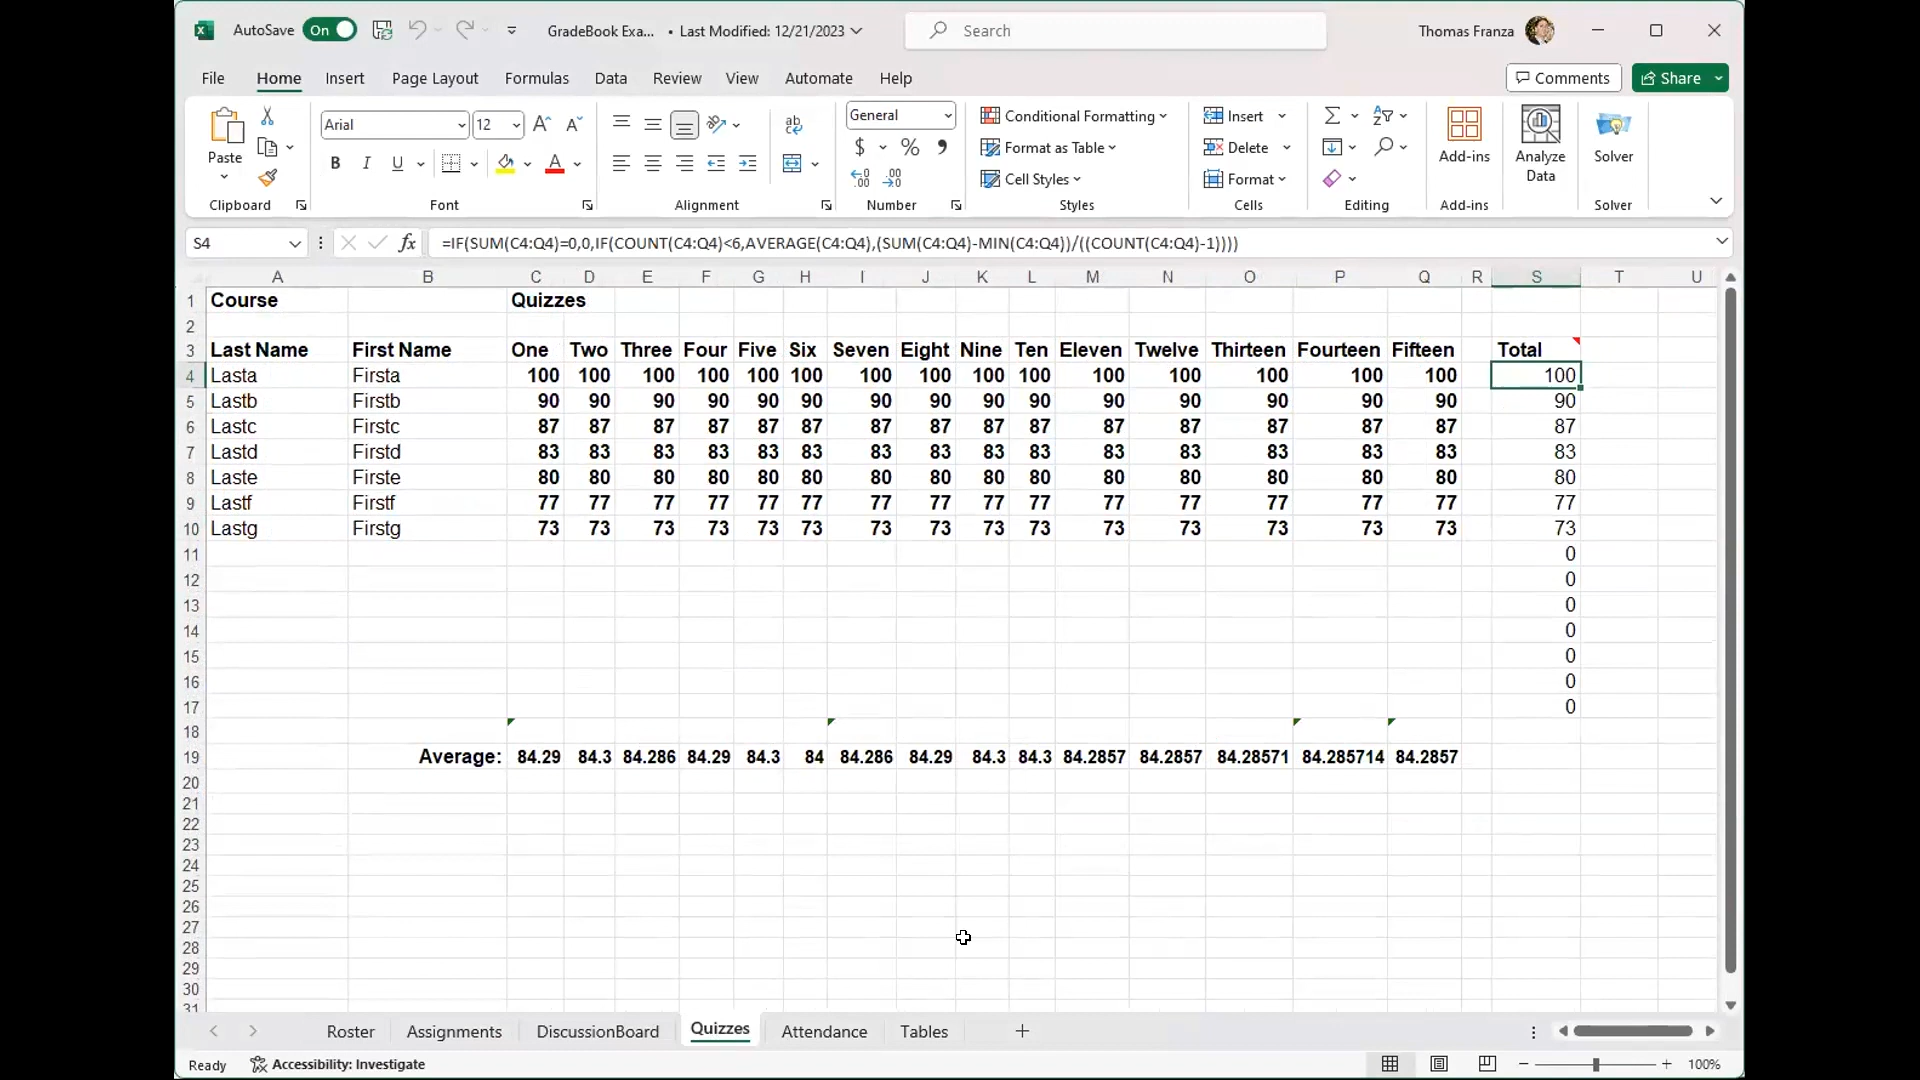 AutoSave On GradeBook Exa... • Last Modified: 12/21/2023 Search Thomas Franza
File Home Insert Page Layout Formulas Data Review View Automate Help Comments Share
Paste
Clipboard
Arial 12
B I U A
Font
ab
Alignment
General
$ % 9
Number
Conditional Formatting
Format as Table
Cell Styles
Styles
Insert
Delete
Format
Cells
Editing
Add-ins
Add-ins
Analyze
Data
Solver
Solver
S4 fx =IF(SUM(C4:Q4)=0,0,IF(COUNT(C4:Q4)<6,AVERAGE(C4:Q4),(SUM(C4:Q4)-MIN(C4:Q4))/((COUNT(C4:Q4)-1))))
A B C D E F G H I J K L M N O P Q R S T U
1 Course Quizzes
2
3 Last Name First Name One Two Three Four Five Six Seven Eight Nine Ten Eleven Twelve Thirteen Fourteen Fifteen Total
4 Lasta Firsta 100 100 100 100 100 100 100 100 100 100 100 100 100 100 100 100
5 Lastb Firstb 90 90 90 90 90 90 90 90 90 90 90 90 90 90 90 90
6 Lastc Firstc 87 87 87 87 87 87 87 87 87 87 87 87 87 87 87 87
7 Lastd Firstd 83 83 83 83 83 83 83 83 83 83 83 83 83 83 83 83
8 Laste Firste 80 80 80 80 80 80 80 80 80 80 80 80 80 80 80 80
9 Lastf Firstf 77 77 77 77 77 77 77 77 77 77 77 77 77 77 77 77
10 Lastg Firstg 73 73 73 73 73 73 73 73 73 73 73 73 73 73 73 73
11 0
12 0
13 0
14 0
15 0
16 0
17 0
18
19 Average: 84.29 84.3 84.286 84.29 84.3 84 84.286 84.29 84.3 84.3 84.2857 84.2857 84.28571 84.285714 84.2857
20
21
22
23
24
25
26
27
28
29
30
31
Roster Assignments DiscussionBoard Quizzes Attendance Tables
Ready Accessibility: Investigate 100%